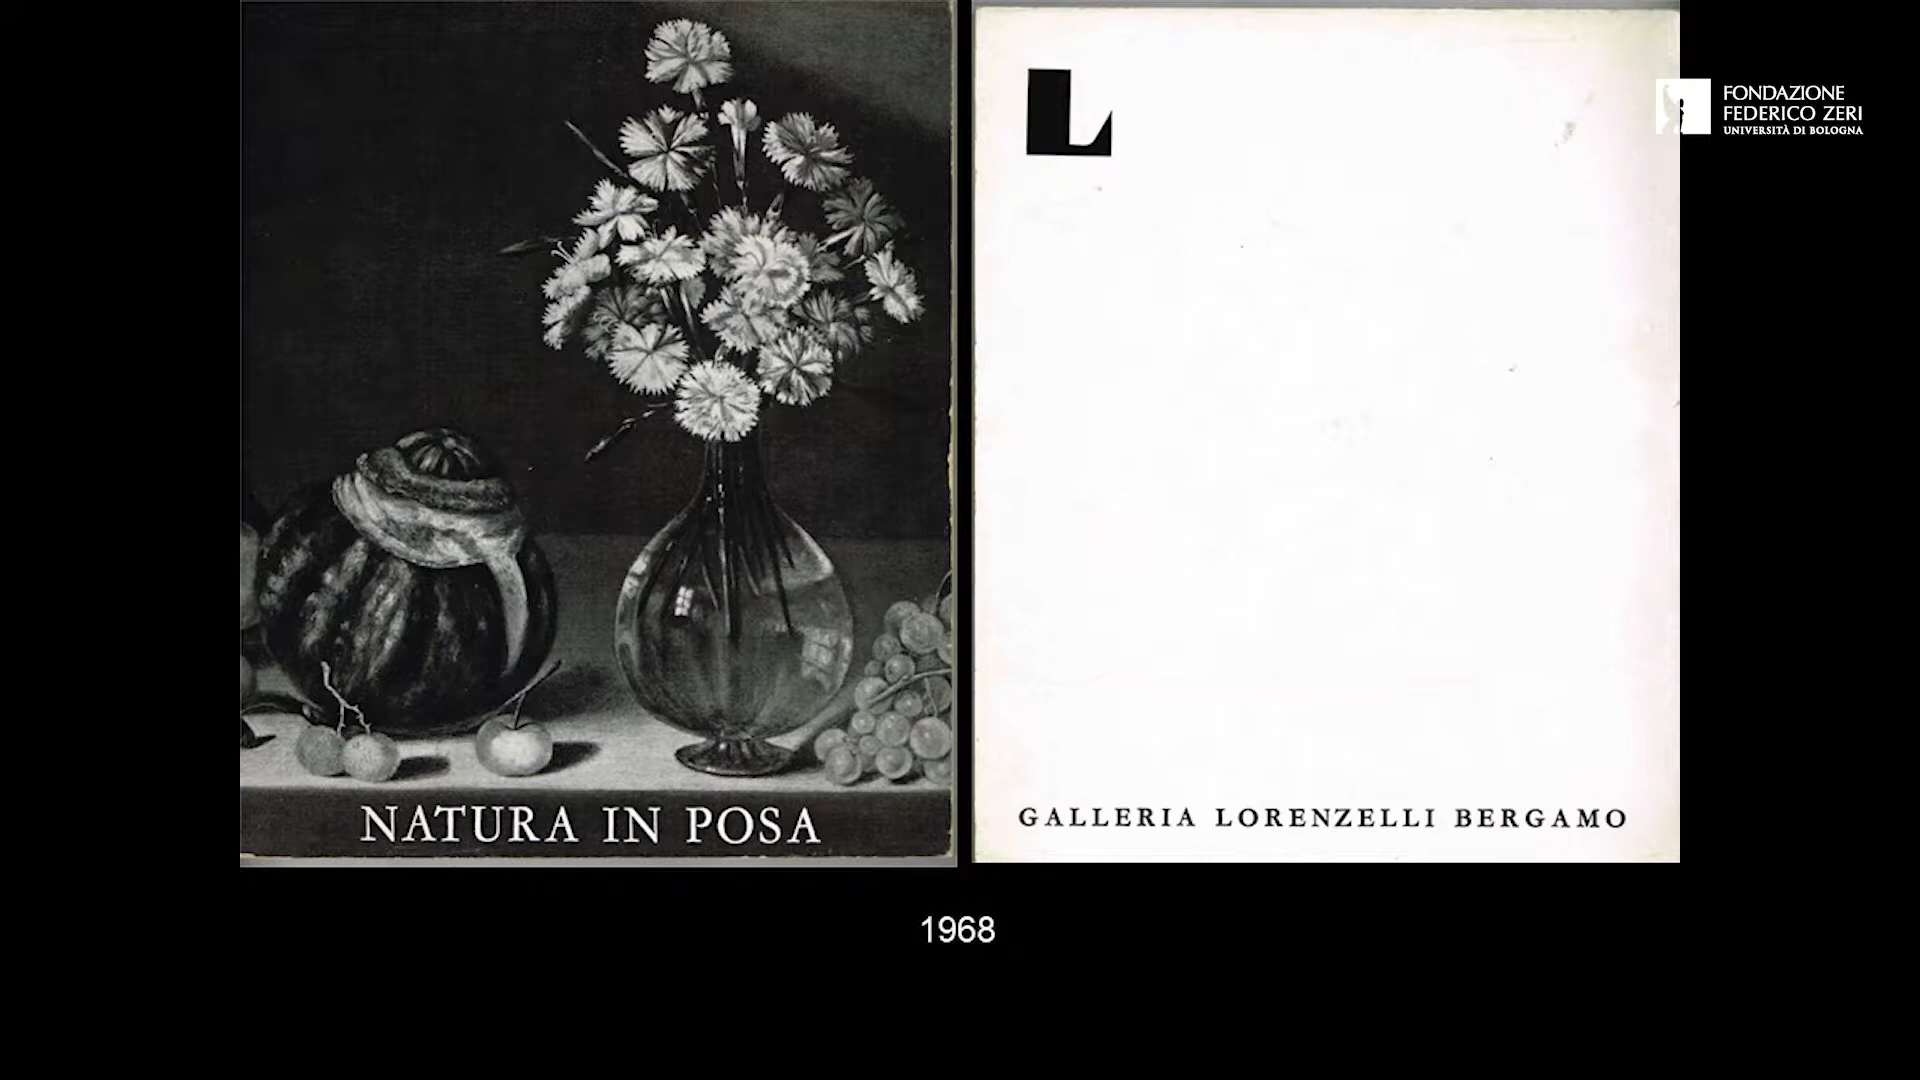 L
FONDAZIONE
FEDERICO ZERI
UNIVERSITÀ DI BOLOGNA
NATURA IN POSA
GALLERIA LORENZELLI BERGAMO
1968